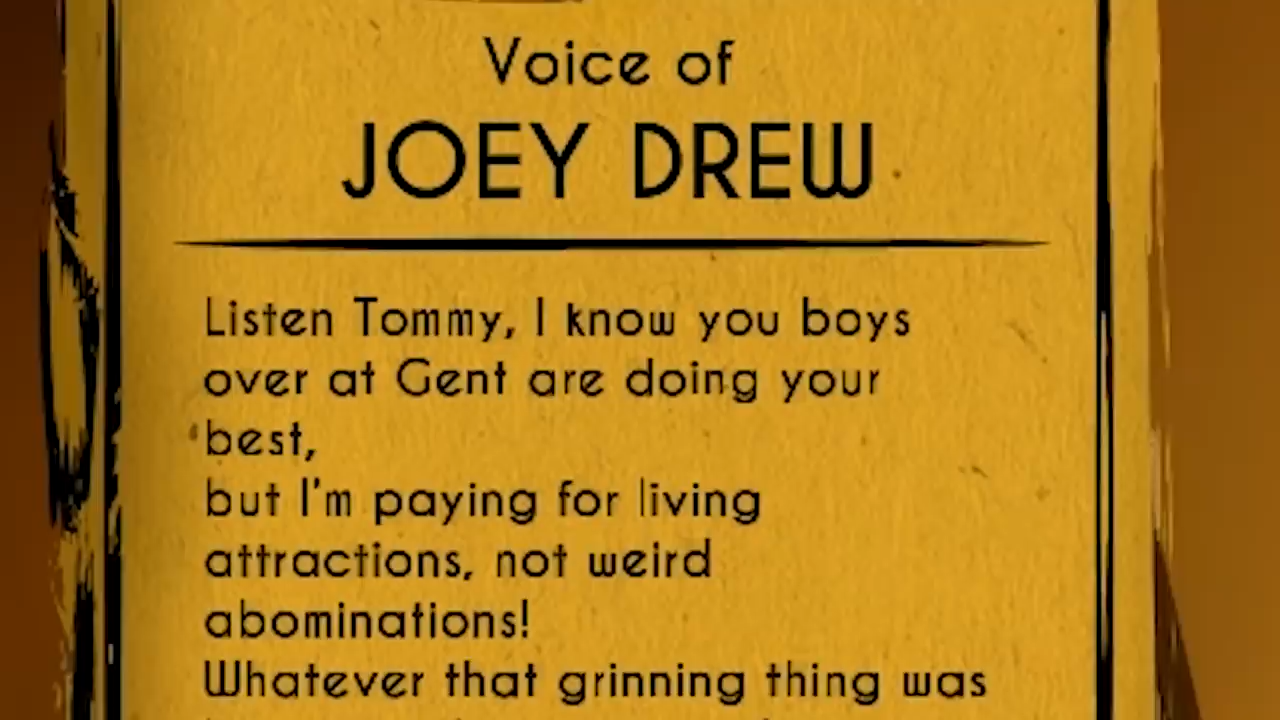 Voice of
JOEY DREW
Listen Tommy, I know you boys
over at Gent are doing your
best,
but I'm paying for living
attractions, not weird
abominations!
Whatever that grinning thing was